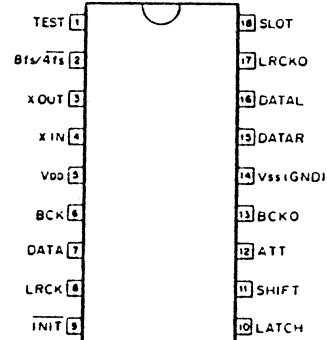 TEST 1 18 SLOT
8fs/4fs 2 17 LRCKO
XOUT 3 16 DATAL
XIN 4 15 DATAR
VDD 5 14 Vss(GND)
BCK 6 13 BCKO
DATA 7 12 ATT
LRCK 8 11 SHIFT
INIT 9 10 LATCH